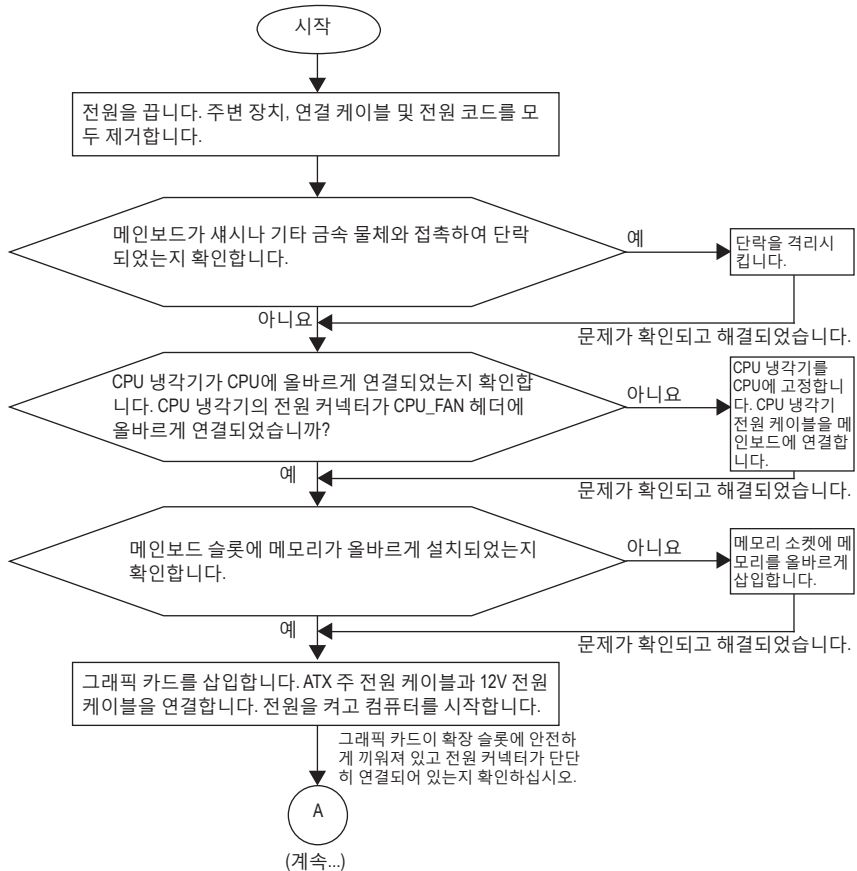 시작
전원을 끕니다. 주변 장치, 연결 케이블 및 전원 코드를 모
두 제거합니다.
메인보드가 섀시나 기타 금속 물체와 접촉하여 단락
되었는지 확인합니다.
예
단락을 격리시
킵니다.
아니요
문제가 확인되고 해결되었습니다.
CPU 냉각기가 CPU에 올바르게 연결되었는지 확인합
니다. CPU 냉각기의 전원 커넥터가 CPU_FAN 헤더에
올바르게 연결되었습니까?
아니요
CPU 냉각기를
CPU에 고정합니
다. CPU 냉각기
전원 케이블을 메
인보드에 연결합
니다.
예
문제가 확인되고 해결되었습니다.
메인보드 슬롯에 메모리가 올바르게 설치되었는지
확인합니다.
아니요
메모리 소켓에 메
모리를 올바르게
삽입합니다.
예
문제가 확인되고 해결되었습니다.
그래픽 카드를 삽입합니다. ATX 주 전원 케이블과 12V 전원
케이블을 연결합니다. 전원을 켜고 컴퓨터를 시작합니다.
그래픽 카드이 확장 슬롯에 안전하
게 끼워져 있고 전원 커넥터가 단단
히 연결되어 있는지 확인하십시오.
A
(계속...)